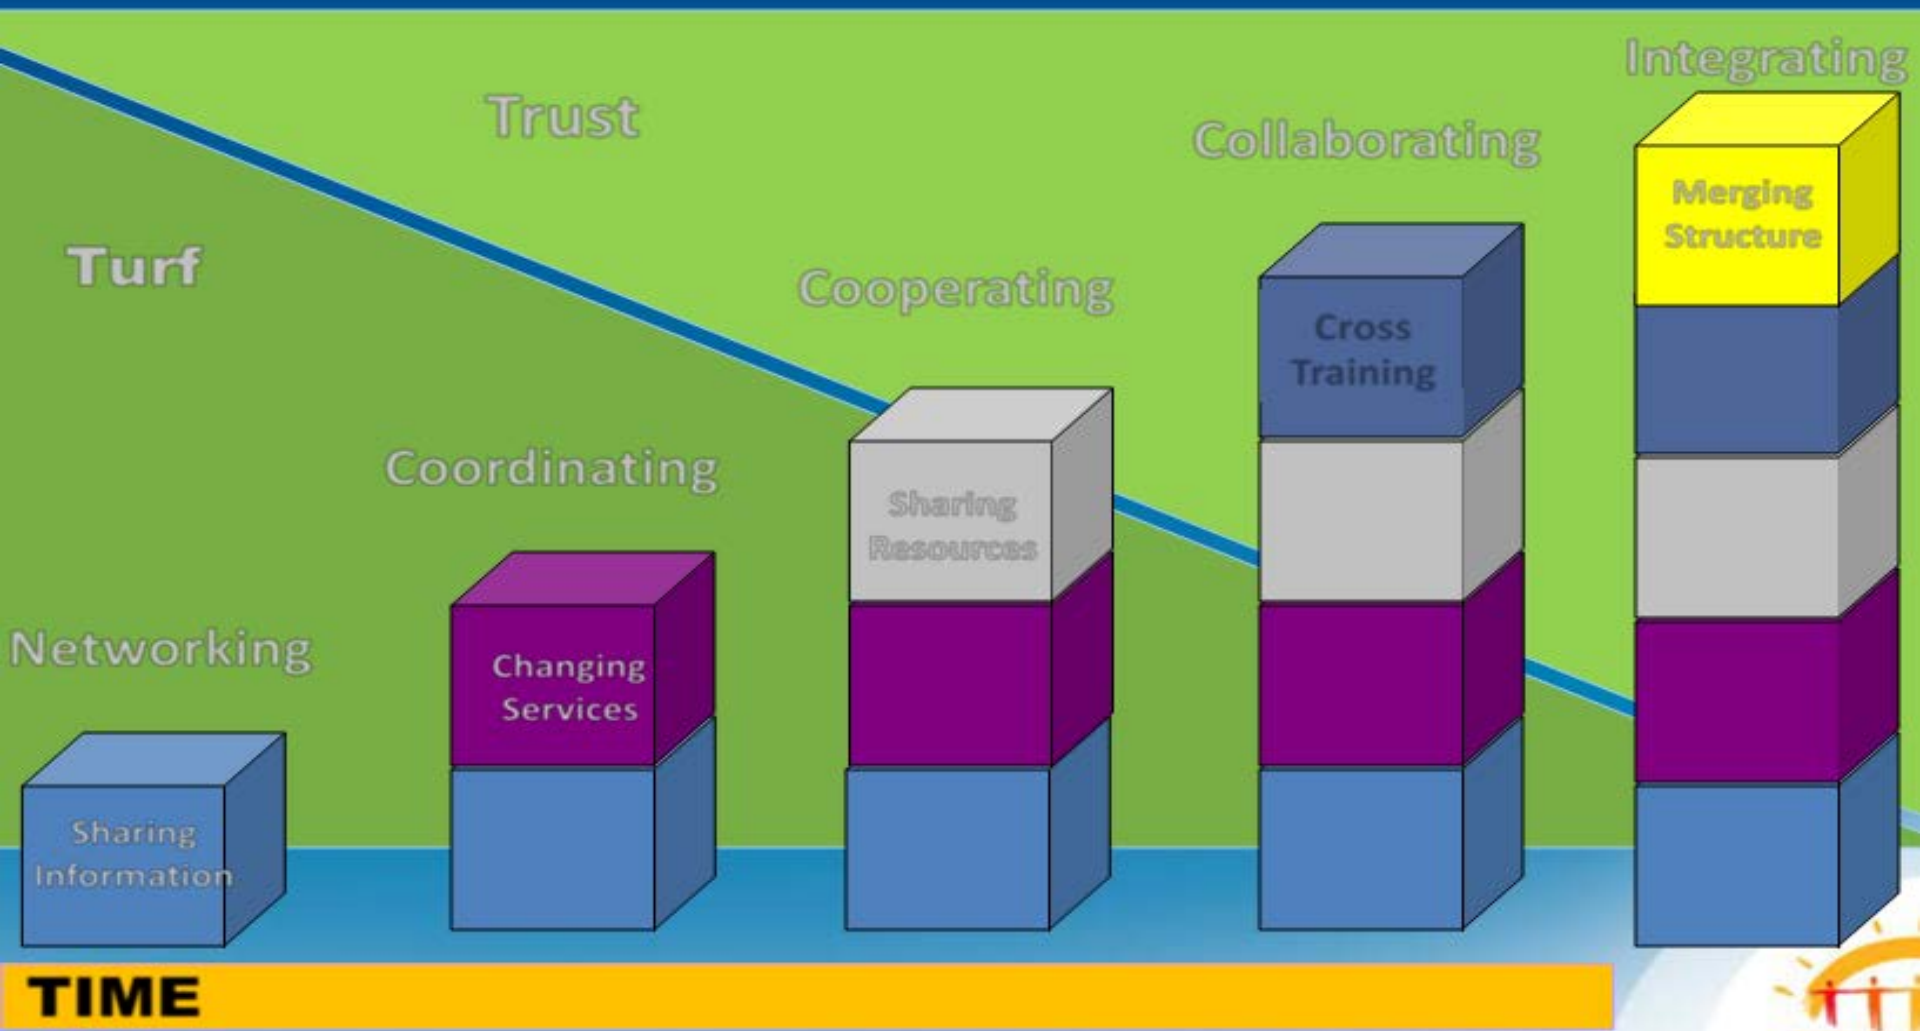 Integrating
Trust
Collaborating
Merging
Structure
Turf
Cooperating
Cross
Training
Coordinating
Sharing
Resources
Networking
Changing
Services
Sharing
Information
TIME